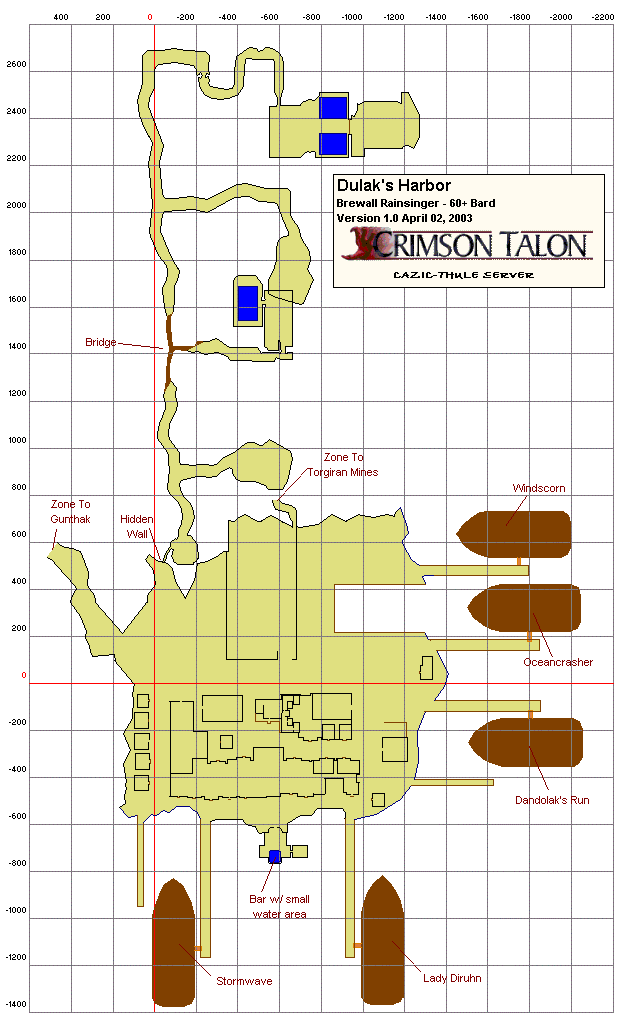 400 200 0 -200 -400 -600 -800 -1000 -1200 -1400 -1600 -1800 -2000 -2200
2600
2400
2200
2000
1800
1600
1400
1200
1000
800
600
400
200
0
-200
-400
-600
-800
-1000
-1200
-1400
Dulak's Harbor
Brewall Rainsinger - 60+ Bard
Version 1.0 April 02, 2003
CRIMSON TALON
CAZIC-THULE SERVER
Bridge
Zone To
Torgiran Mines
Zone To
Gunthak
Hidden
Wall
Windscorn
Oceancrasher
Dandolak's Run
Bar w/ small
water area
Stormwave
Lady Diruhn